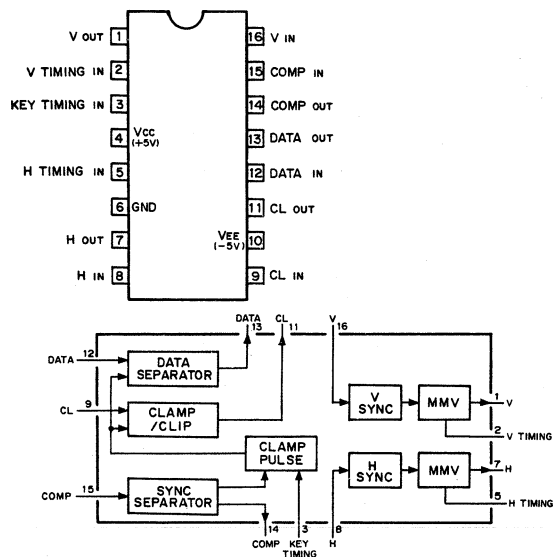 V OUT 1 16 V IN
V TIMING IN 2 15 COMP IN
KEY TIMING IN 3 14 COMP OUT
4 VCC (+5V) 13 DATA OUT
H TIMING IN 5 12 DATA IN
6 GND 11 CL OUT
H OUT 7 VEE (-5V) 10
H IN 8 9 CL IN
DATA 13 CL 11 V 16
DATA 12
DATA
SEPARATOR
CL 9
CLAMP
/CLIP
V
SYNC
MMV
1 V
2
V TIMING
CLAMP
PULSE
H
SYNC
MMV
7 H
5
H TIMING
COMP 15
SYNC
SEPARATOR
14 3 8
COMP KEY H
TIMING